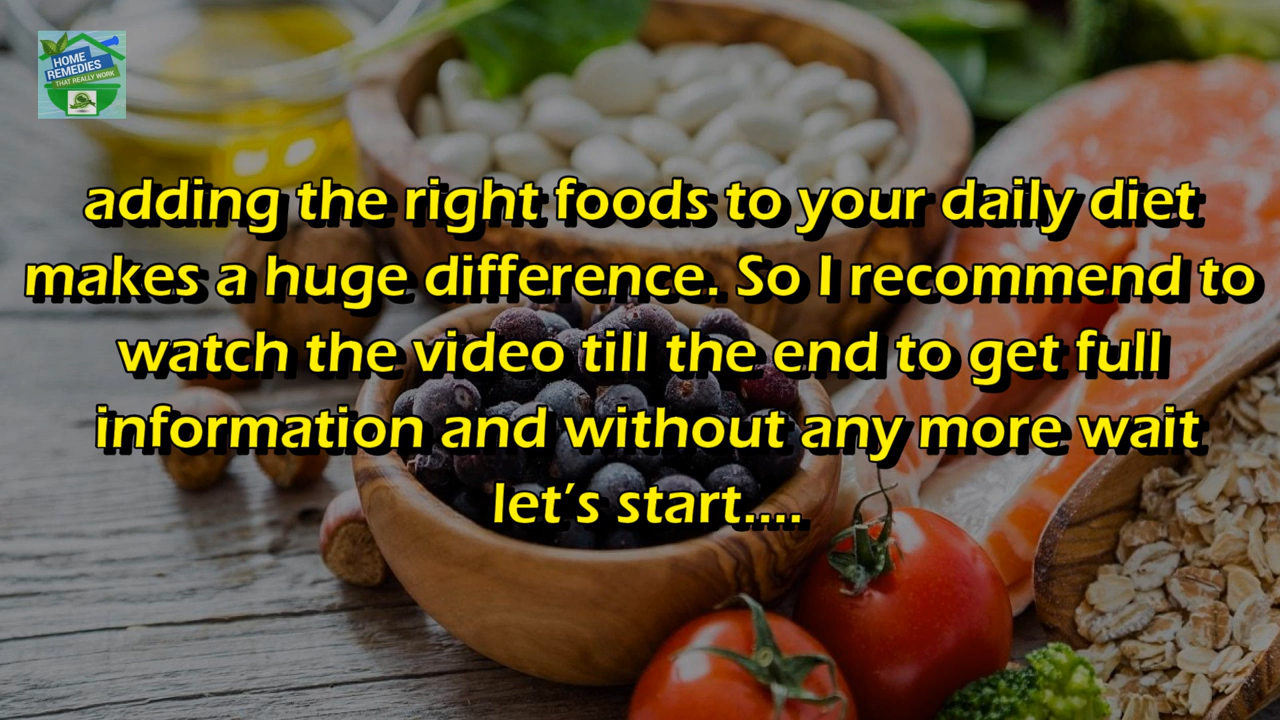 HOME
REMEDIES
THAT REALLY WORK
adding the right foods to your daily diet
makes a huge difference. So I recommend to
watch the video till the end to get full
information and without any more wait
let's start....